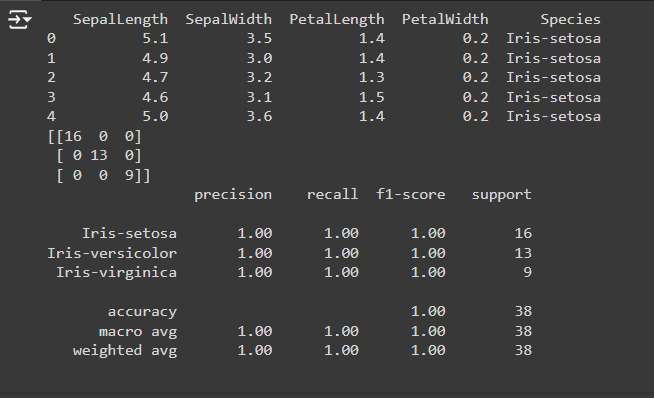 SepalLength SepalWidth PetalLength PetalWidth Species
0 5.1 3.5 1.4 0.2 Iris-setosa
1 4.9 3.0 1.4 0.2 Iris-setosa
2 4.7 3.2 1.3 0.2 Iris-setosa
3 4.6 3.1 1.5 0.2 Iris-setosa
4 5.0 3.6 1.4 0.2 Iris-setosa
[[16 0 0]
[ 0 13 0]
[ 0 0 9]]
precision recall f1-score support
Iris-setosa 1.00 1.00 1.00 16
Iris-versicolor 1.00 1.00 1.00 13
Iris-virginica 1.00 1.00 1.00 9
accuracy 1.00 38
macro avg 1.00 1.00 1.00 38
weighted avg 1.00 1.00 1.00 38